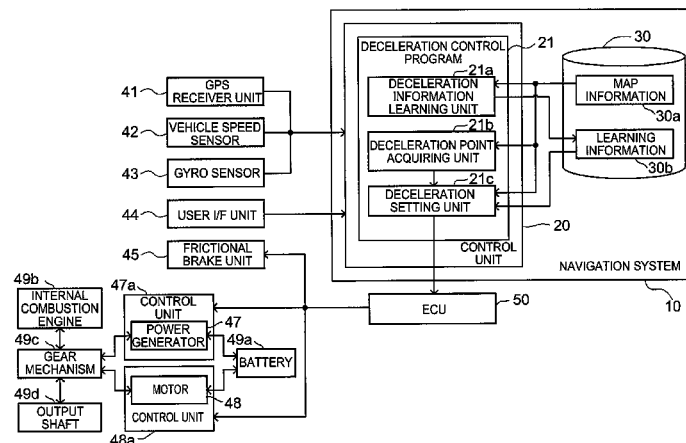 10
20
21
30
DECELERATION CONTROL
PROGRAM
21a
DECELERATION
INFORMATION
LEARNING UNIT
21b
DECELERATION POINT
ACQUIRING UNIT
21c
DECELERATION
SETTING UNIT
MAP
INFORMATION
30a
LEARNING
INFORMATION
30b
CONTROL
UNIT
NAVIGATION SYSTEM
41
GPS
RECEIVER UNIT
42
VEHICLE SPEED
SENSOR
43
GYRO SENSOR
44
USER I/F UNIT
45
FRICTIONAL
BRAKE UNIT
ECU
50
47a
CONTROL
UNIT
47
POWER
GENERATOR
49a
BATTERY
MOTOR
48
CONTROL UNIT
48a
49b
INTERNAL
COMBUSTION
ENGINE
49c
GEAR
MECHANISM
49d
OUTPUT
SHAFT